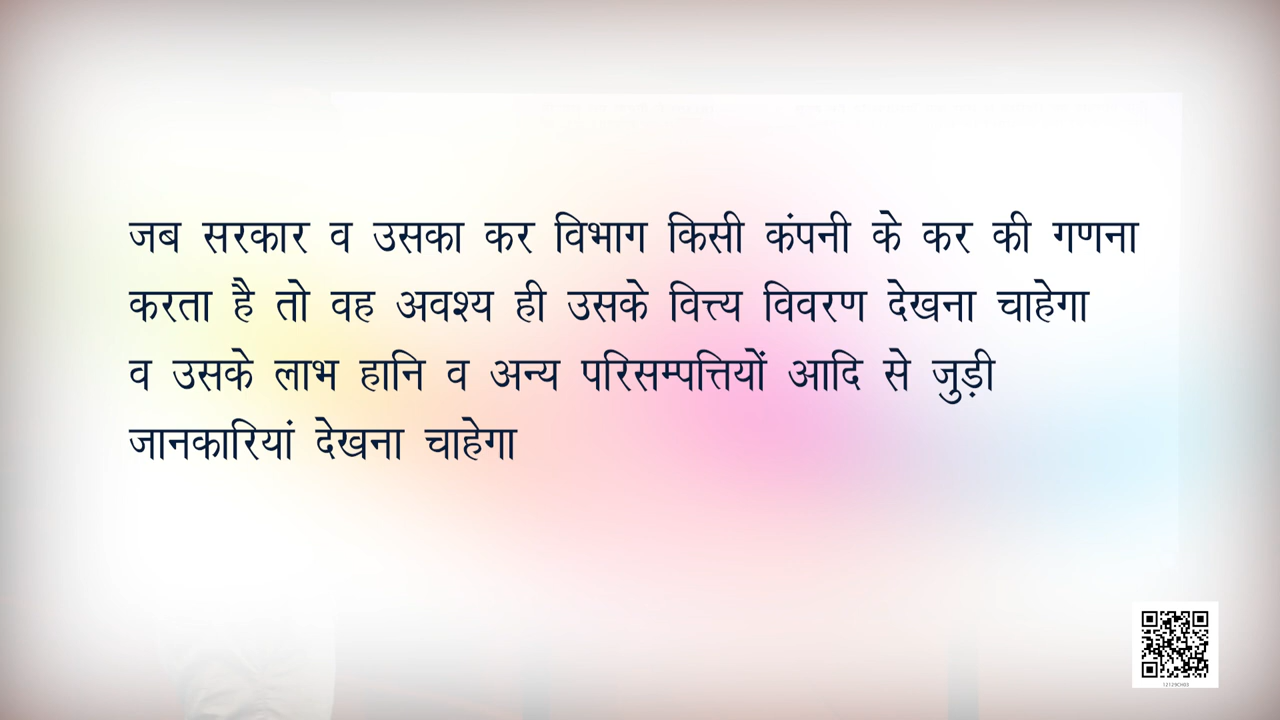 जब सरकार व उसका कर विभाग किसी कंपनी के कर की गणना
करता है तो वह अवश्य ही उसके वित्त्य विवरण देखना चाहेगा
व उसके लाभ हानि व अन्य परिसम्पत्तियों आदि से जुड़ी
जानकारियां देखना चाहेगा